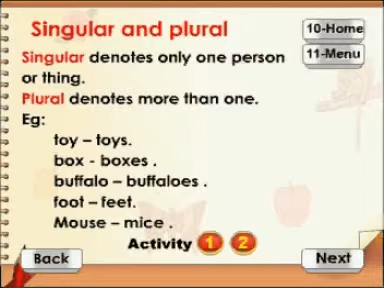 Singular and plural
10-Home
11-Menu
Singular denotes only one person
or thing.
Plural denotes more than one.
Eg:
toy – toys.
box - boxes .
buffalo – buffaloes .
foot – feet.
Mouse – mice .
Activity 1 2
Back
Next